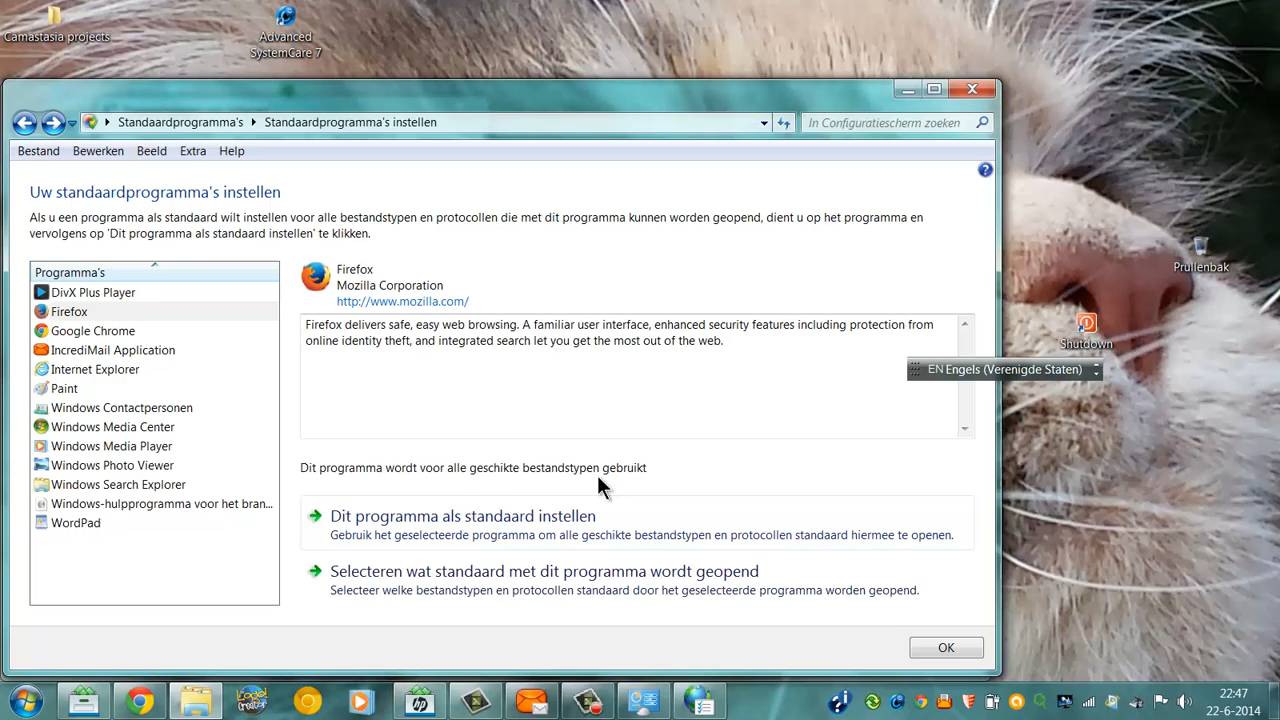 Camastasia projects
Advanced
SystemCare 7
Standaardprogramma's
Standaardprogramma's instellen
In Configuratiescherm zoeken
Bestand
Bewerken
Beeld
Extra
Help
Uw standaardprogramma's instellen
Als u een programma als standaard wilt instellen voor alle bestandstypen en protocollen die met dit programma kunnen worden geopend, dient u op het programma en
vervolgens op 'Dit programma als standaard instellen' te klikken.
Programma's
DivX Plus Player
Firefox
Google Chrome
IncrediMail Application
Internet Explorer
Paint
Windows Contactpersonen
Windows Media Center
Windows Media Player
Windows Photo Viewer
Windows Search Explorer
Windows-hulpprogramma voor het bran...
WordPad
Firefox
Mozilla Corporation
http://www.mozilla.com/
Firefox delivers safe, easy web browsing. A familiar user interface, enhanced security features including protection from
online identity theft, and integrated search let you get the most out of the web.
Dit programma wordt voor alle geschikte bestandstypen gebruikt
Dit programma als standaard instellen
Gebruik het geselecteerde programma om alle geschikte bestandstypen en protocollen standaard hiermee te openen.
Selecteren wat standaard met dit programma wordt geopend
Selecteer welke bestandstypen en protocollen standaard door het geselecteerde programma worden geopend.
OK
Prullenbak
Shutdown
EN Engels (Verenigde Staten)
hp
22:47
22-6-2014